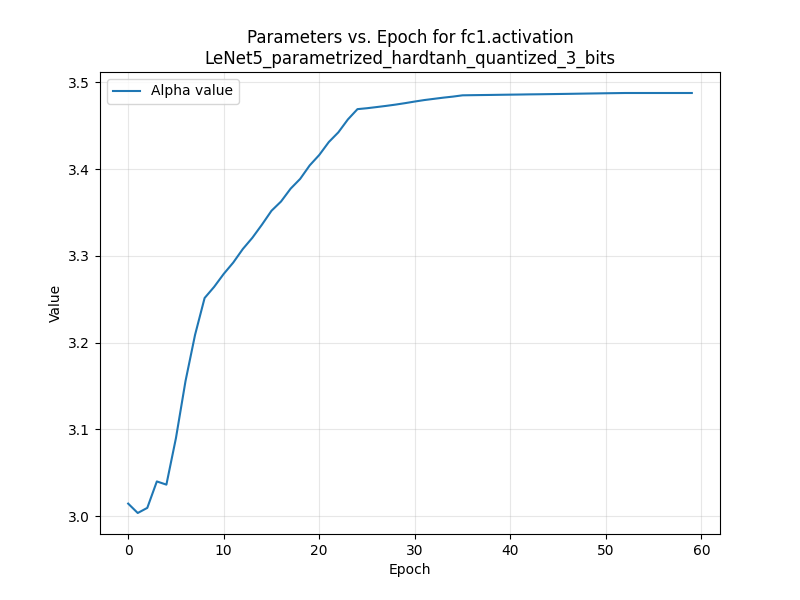 Parameters vs. Epoch for fc1.activation
LeNet5_parametrized_hardtanh_quantized_3_bits
Alpha value
3.5
3.4
3.3
3.2
3.1
3.0
Value
0 10 20 30 40 50 60
Epoch